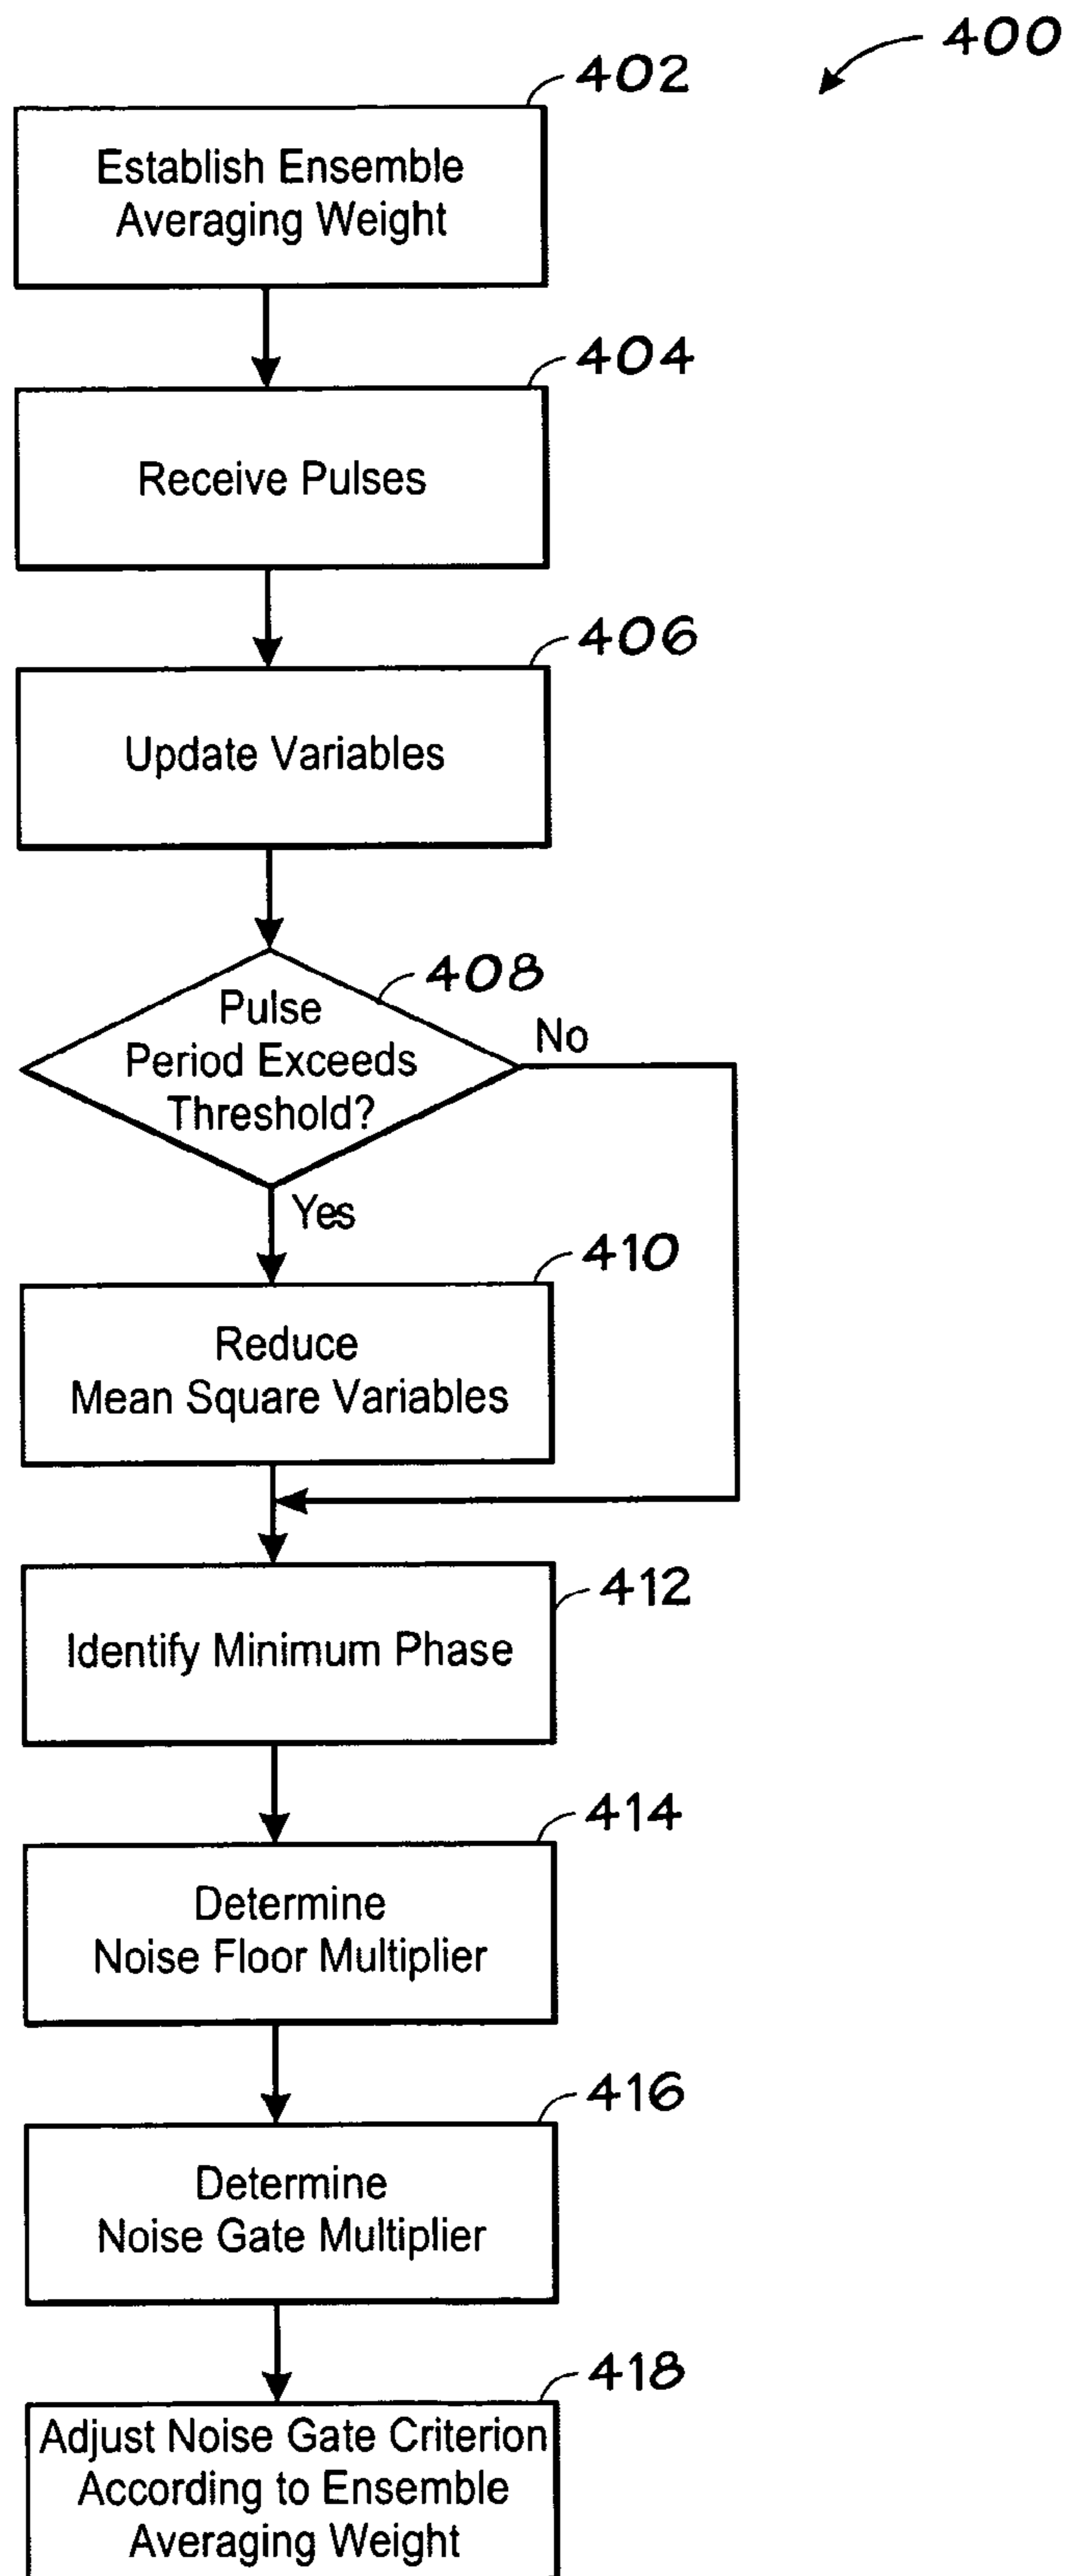 400
402
Establish Ensemble
Averaging Weight
404
Receive Pulses
406
Update Variables
408
Pulse
Period Exceeds
Threshold?
No
Yes
410
Reduce
Mean Square Variables
412
Identify Minimum Phase
414
Determine
Noise Floor Multiplier
416
Determine
Noise Gate Multiplier
418
Adjust Noise Gate Criterion
According to Ensemble
Averaging Weight